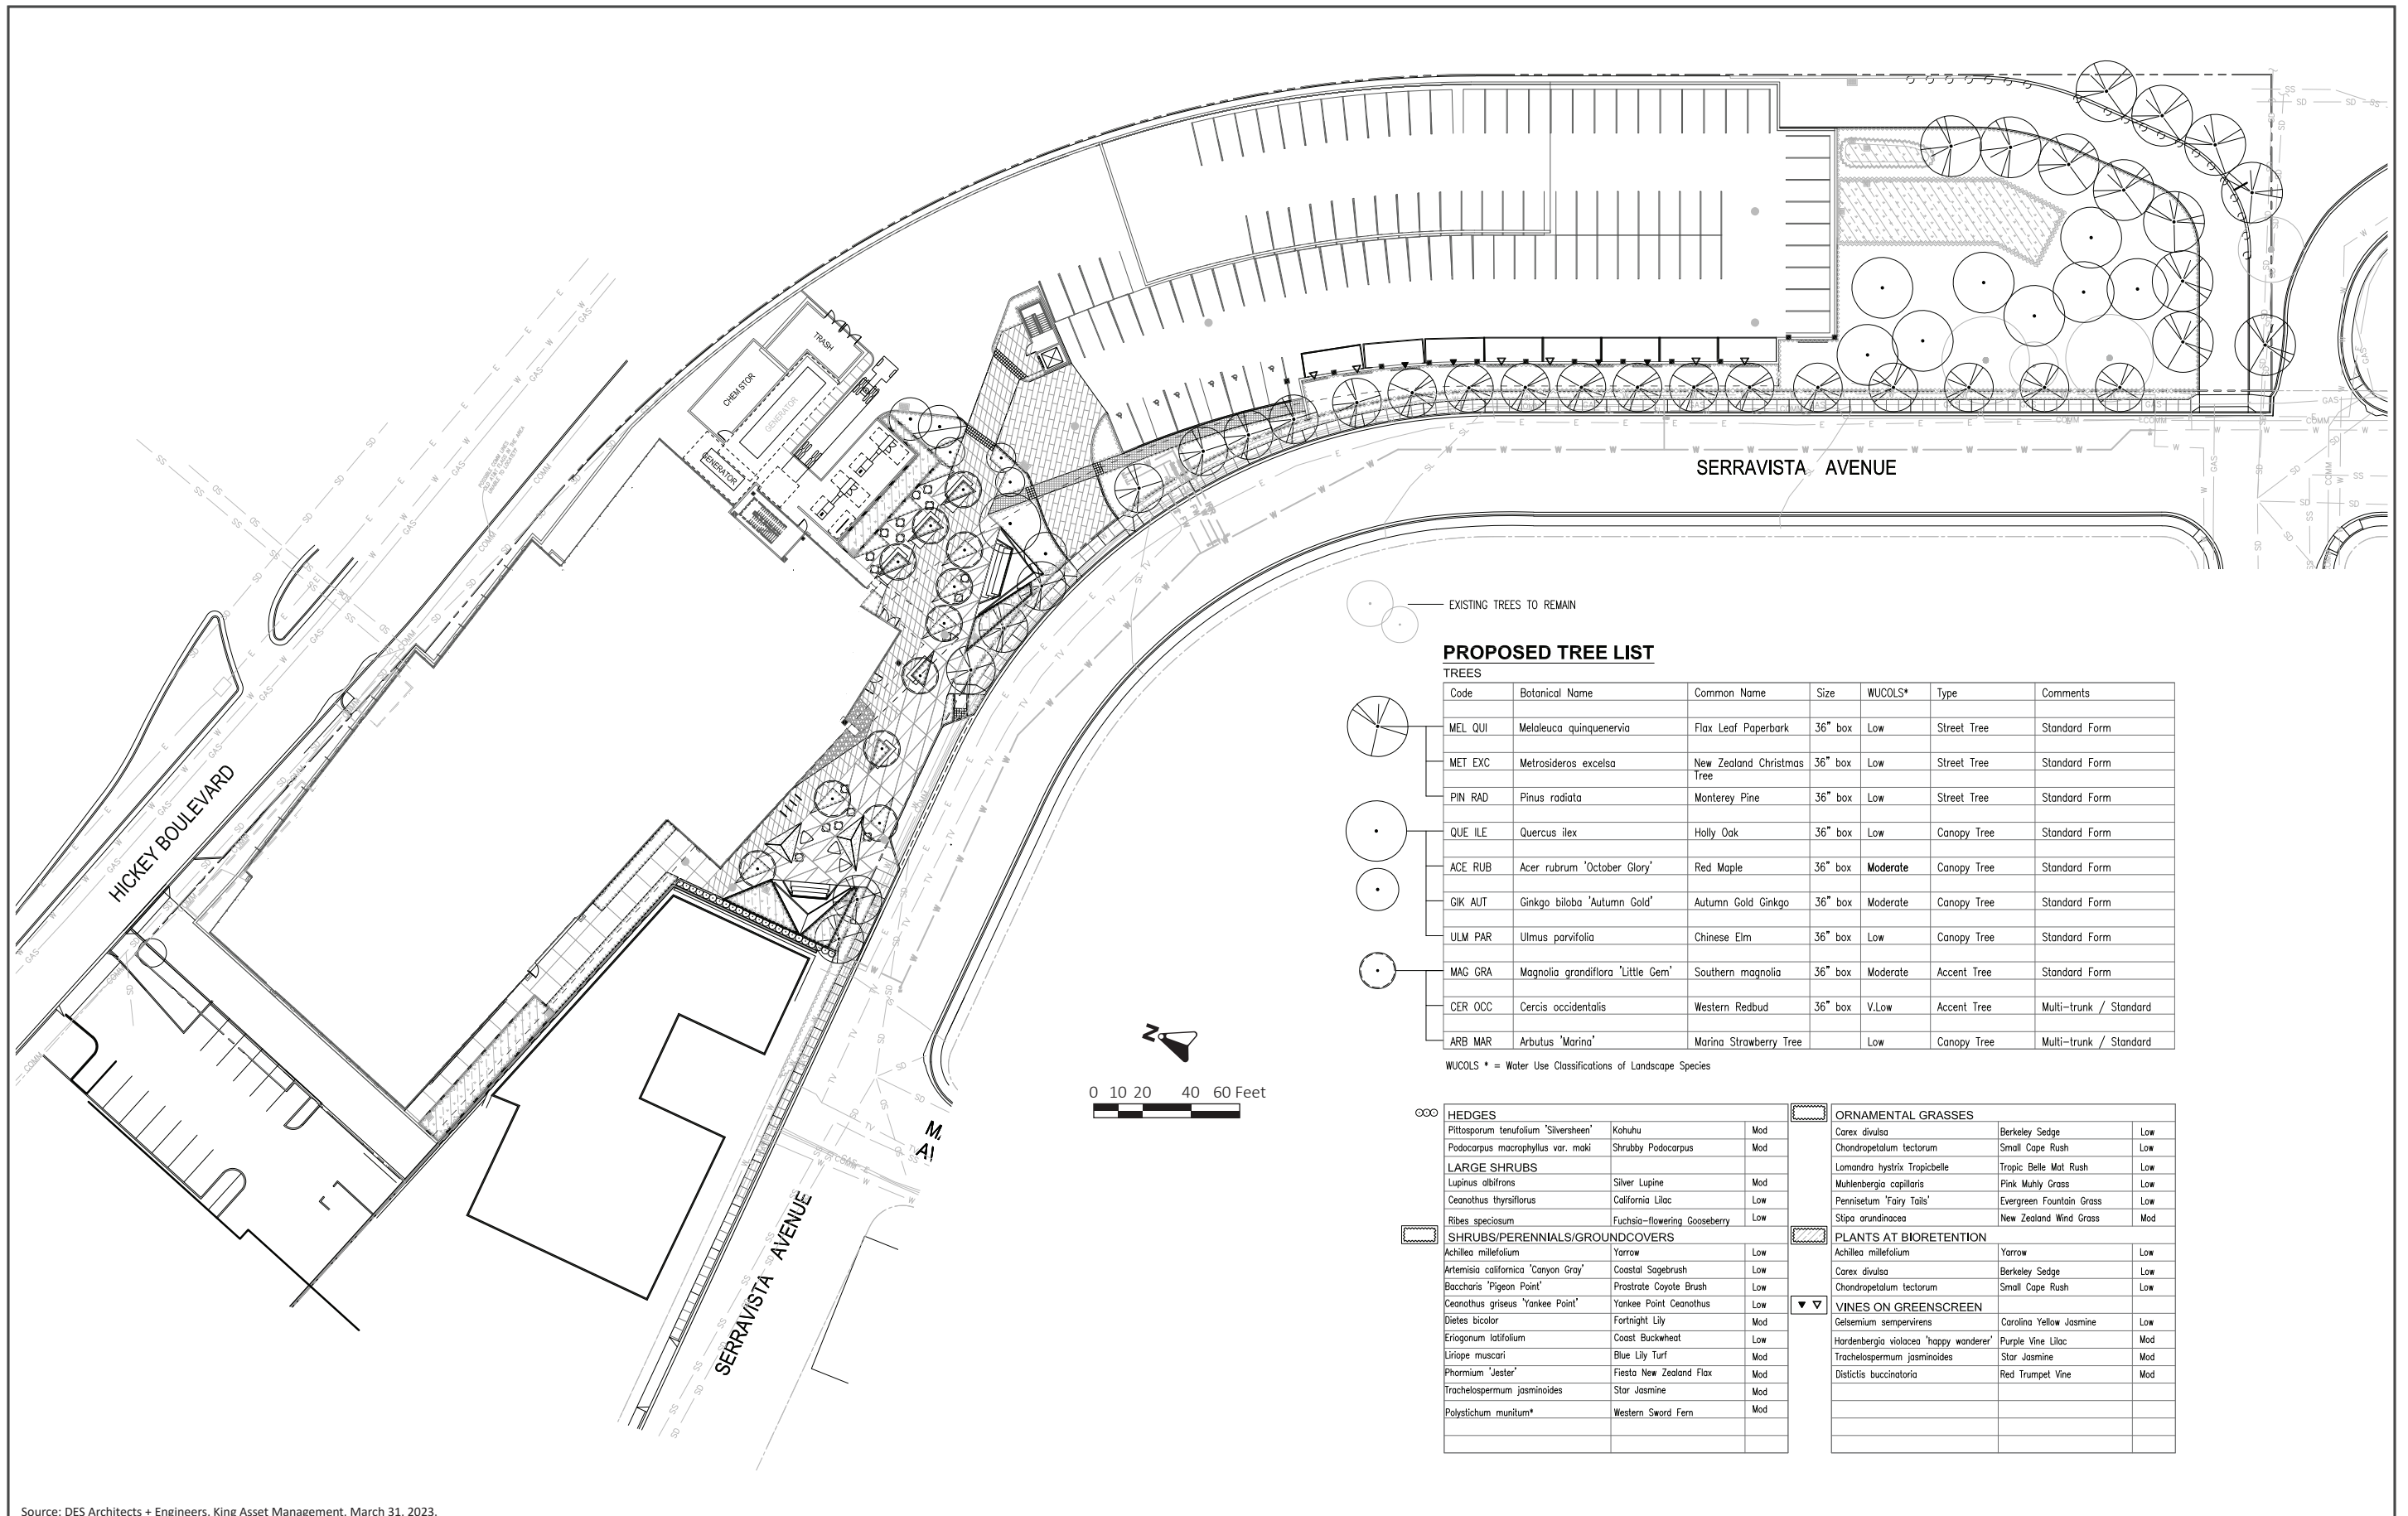 TRASH
CHEM STOR
GENERATOR
GENERATOR
SERRAVISTA AVENUE
HICKEY BOULEVARD
SERRAVISTA AVENUE
EXISTING TREES TO REMAIN
PROPOSED TREE LIST
TREES
Code Botanical Name Common Name Size WUCOLS* Type Comments
MEL QUI Melaleuca quinquenervia Flax Leaf Paperbark 36" box Low Street Tree Standard Form
MET EXC Metrosideros excelsa New Zealand Christmas Tree 36" box Low Street Tree Standard Form
PIN RAD Pinus radiata Monterey Pine 36" box Low Street Tree Standard Form
QUE ILE Quercus ilex Holly Oak 36" box Low Canopy Tree Standard Form
ACE RUB Acer rubrum 'October Glory' Red Maple 36" box Moderate Canopy Tree Standard Form
GIK AUT Ginkgo biloba 'Autumn Gold' Autumn Gold Ginkgo 36" box Moderate Canopy Tree Standard Form
ULM PAR Ulmus parvifolia Chinese Elm 36" box Low Canopy Tree Standard Form
MAG GRA Magnolia grandiflora 'Little Gem' Southern magnolia 36" box Moderate Accent Tree Standard Form
CER OCC Cercis occidentalis Western Redbud 36" box V.Low Accent Tree Multi-trunk / Standard
ARB MAR Arbutus 'Marina' Marina Strawberry Tree Low Canopy Tree Multi-trunk / Standard
WUCOLS * = Water Use Classifications of Landscape Species
N
0 10 20 40 60 Feet
HEDGES
Pittosporum tenufolium 'Silversheen' Kohuhu Mod
Podocarpus macrophyllus var. maki Shrubby Podocarpus Mod
LARGE SHRUBS
Lupinus albifrons Silver Lupine Mod
Ceanothus thyrsiflorus California Lilac Low
Ribes speciosum Fuchsia-flowering Gooseberry Low
SHRUBS/PERENNIALS/GROUNDCOVERS
Achillea millefolium Yarrow Low
Artemisia californica 'Canyon Gray' Coastal Sagebrush Low
Baccharis 'Pigeon Point' Prostrate Coyote Brush Low
Ceanothus griseus 'Yankee Point' Yankee Point Ceanothus Low
Dietes bicolor Fortnight Lily Mod
Eriogonum latifolium Coast Buckwheat Low
Liriope muscari Blue Lily Turf Mod
Phormium 'Jester' Fiesta New Zealand Flax Mod
Trachelospermum jasminoides Star Jasmine Mod
Polystichum munitum* Western Sword Fern Mod
ORNAMENTAL GRASSES
Carex divulsa Berkeley Sedge Low
Chondropetalum tectorum Small Cape Rush Low
Lomandra hystrix Tropicbelle Tropic Belle Mat Rush Low
Muhlenbergia capillaris Pink Muhly Grass Low
Pennisetum 'Fairy Tails' Evergreen Fountain Grass Low
Stipa arundinacea New Zealand Wind Grass Mod
PLANTS AT BIORETENTION
Achillea millefolium Yarrow Low
Carex divulsa Berkeley Sedge Low
Chondropetalum tectorum Small Cape Rush Low
VINES ON GREENSCREEN
Gelsemium sempervirens Carolina Yellow Jasmine Low
Hardenbergia violacea 'happy wanderer' Purple Vine Lilac Mod
Trachelospermum jasminoides Star Jasmine Mod
Distictis buccinatoria Red Trumpet Vine Mod
Source: DES Architects + Engineers, King Asset Management, March 31, 2023.